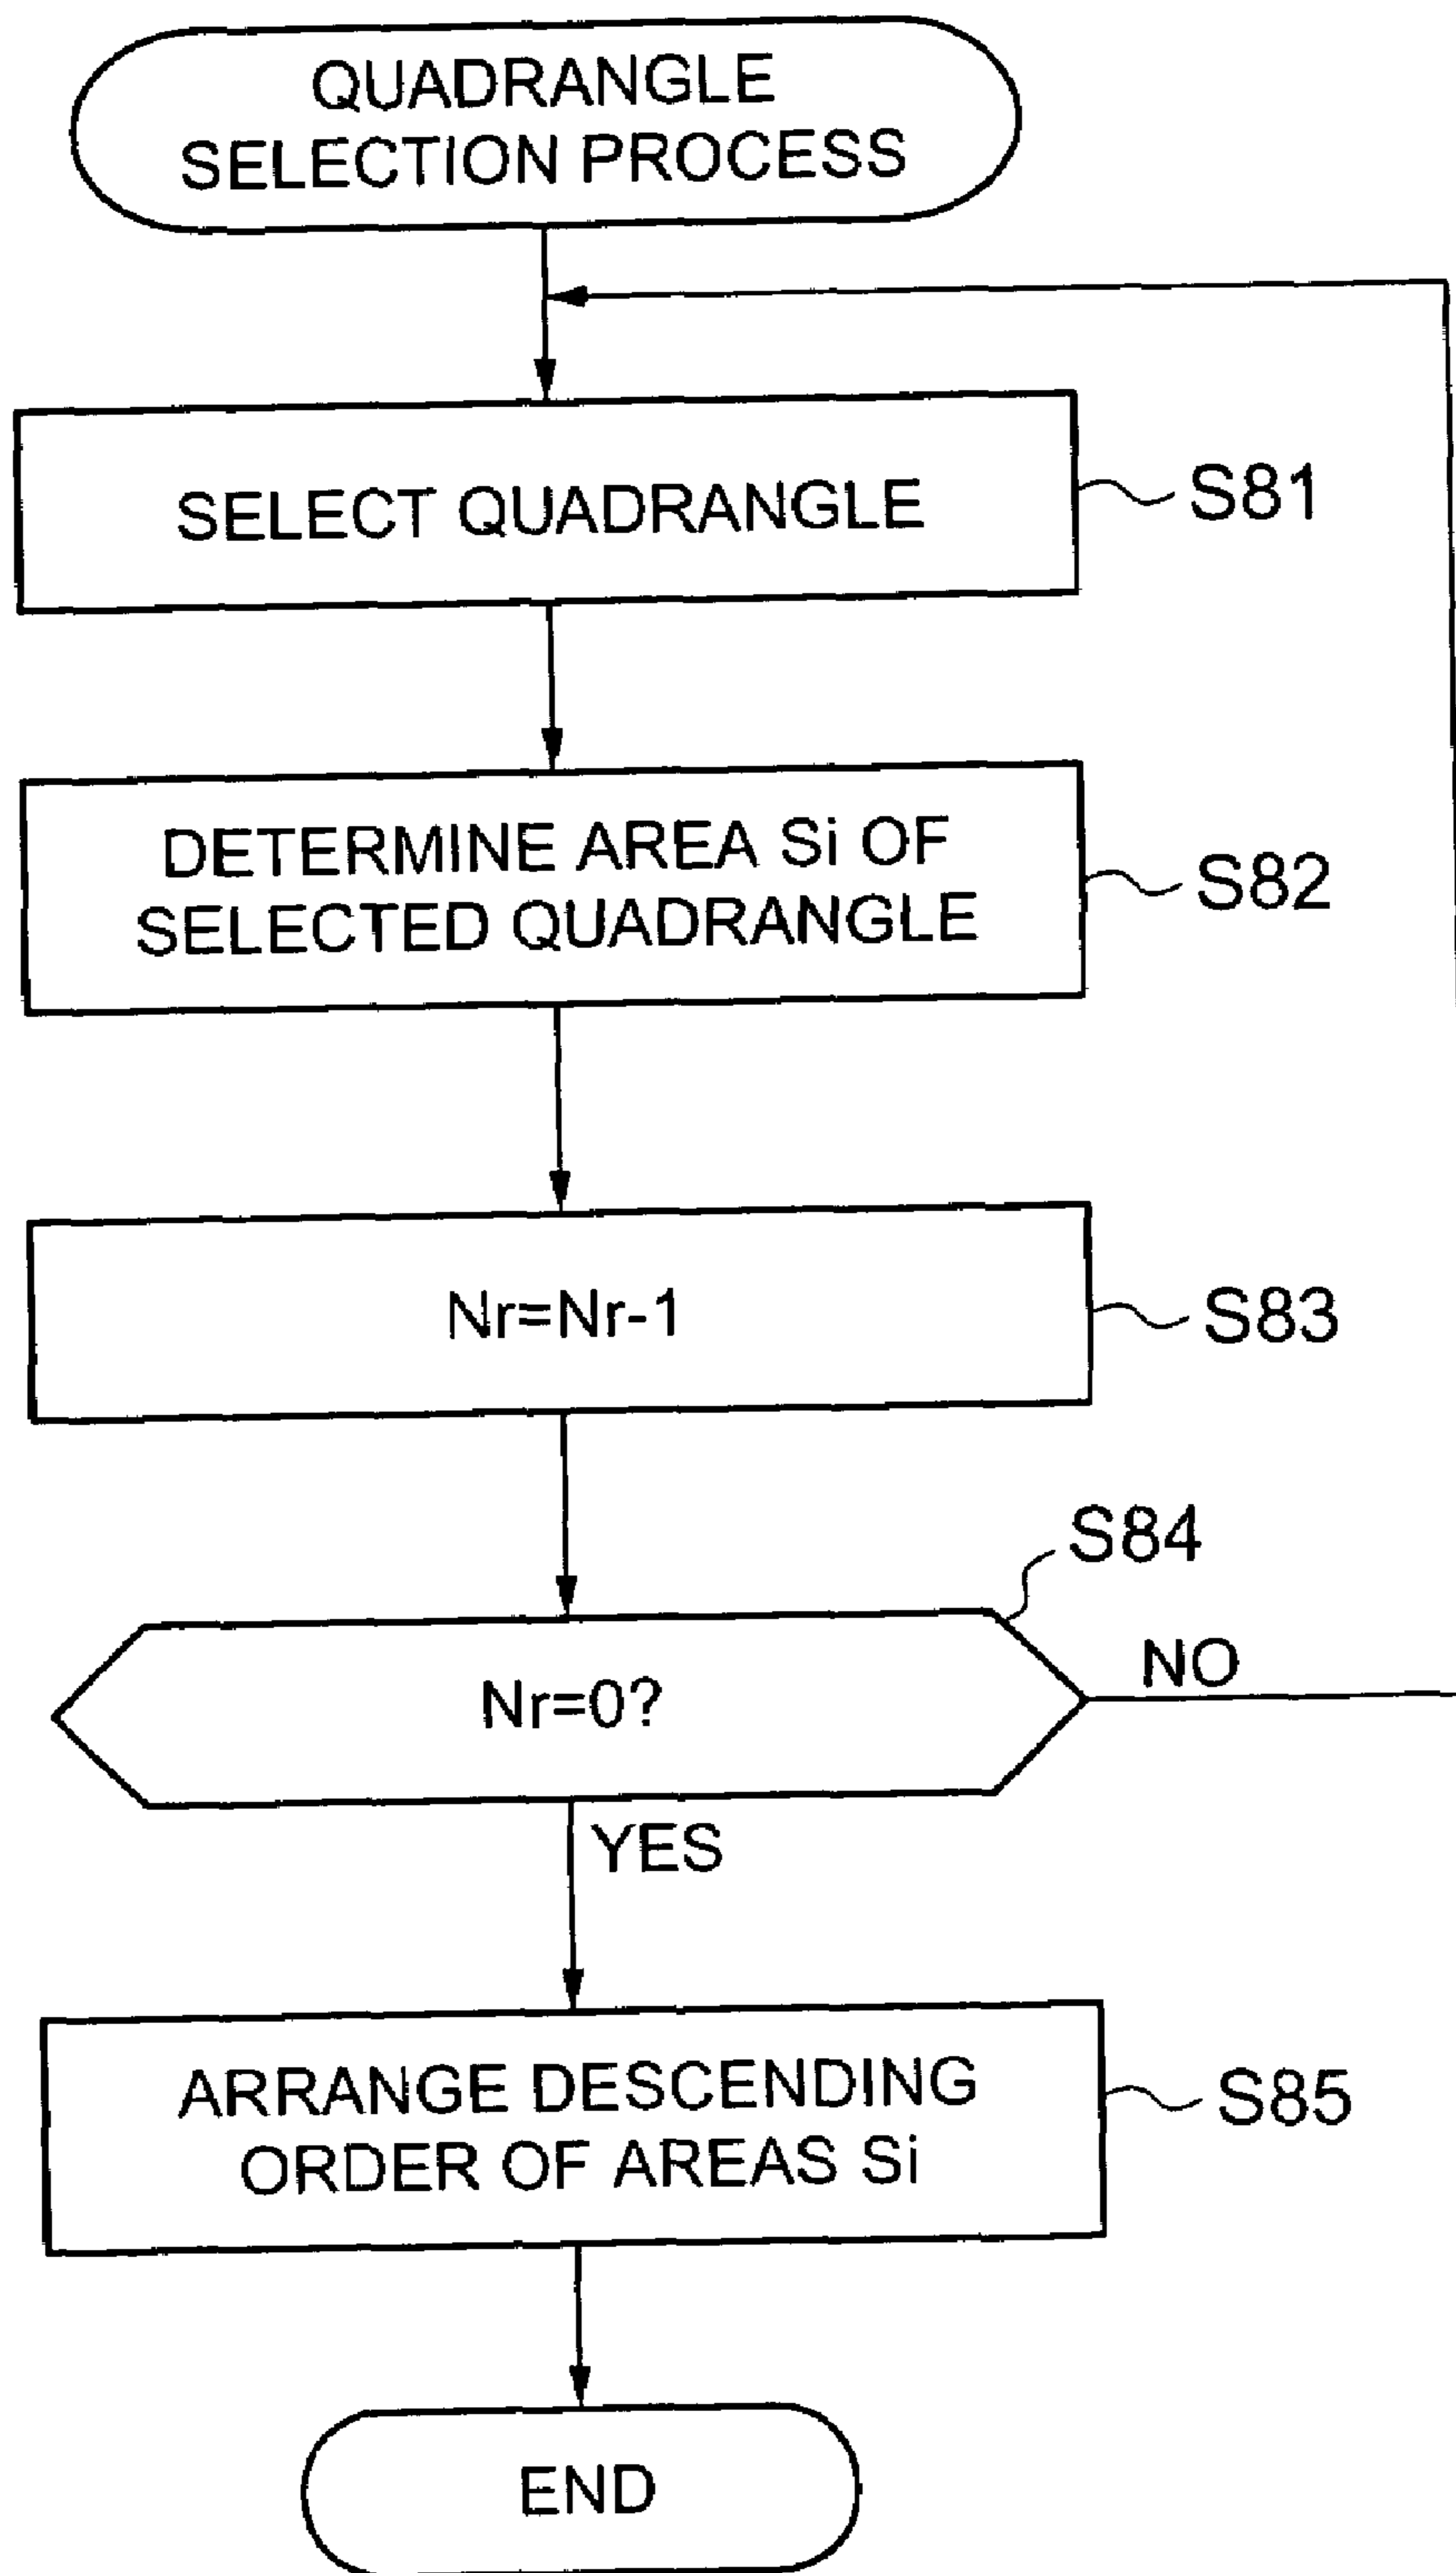 QUADRANGLE
SELECTION PROCESS
SELECT QUADRANGLE
S81
DETERMINE AREA Si OF
SELECTED QUADRANGLE
S82
Nr=Nr-1
S83
S84
Nr=0?
NO
YES
ARRANGE DESCENDING
ORDER OF AREAS Si
S85
END